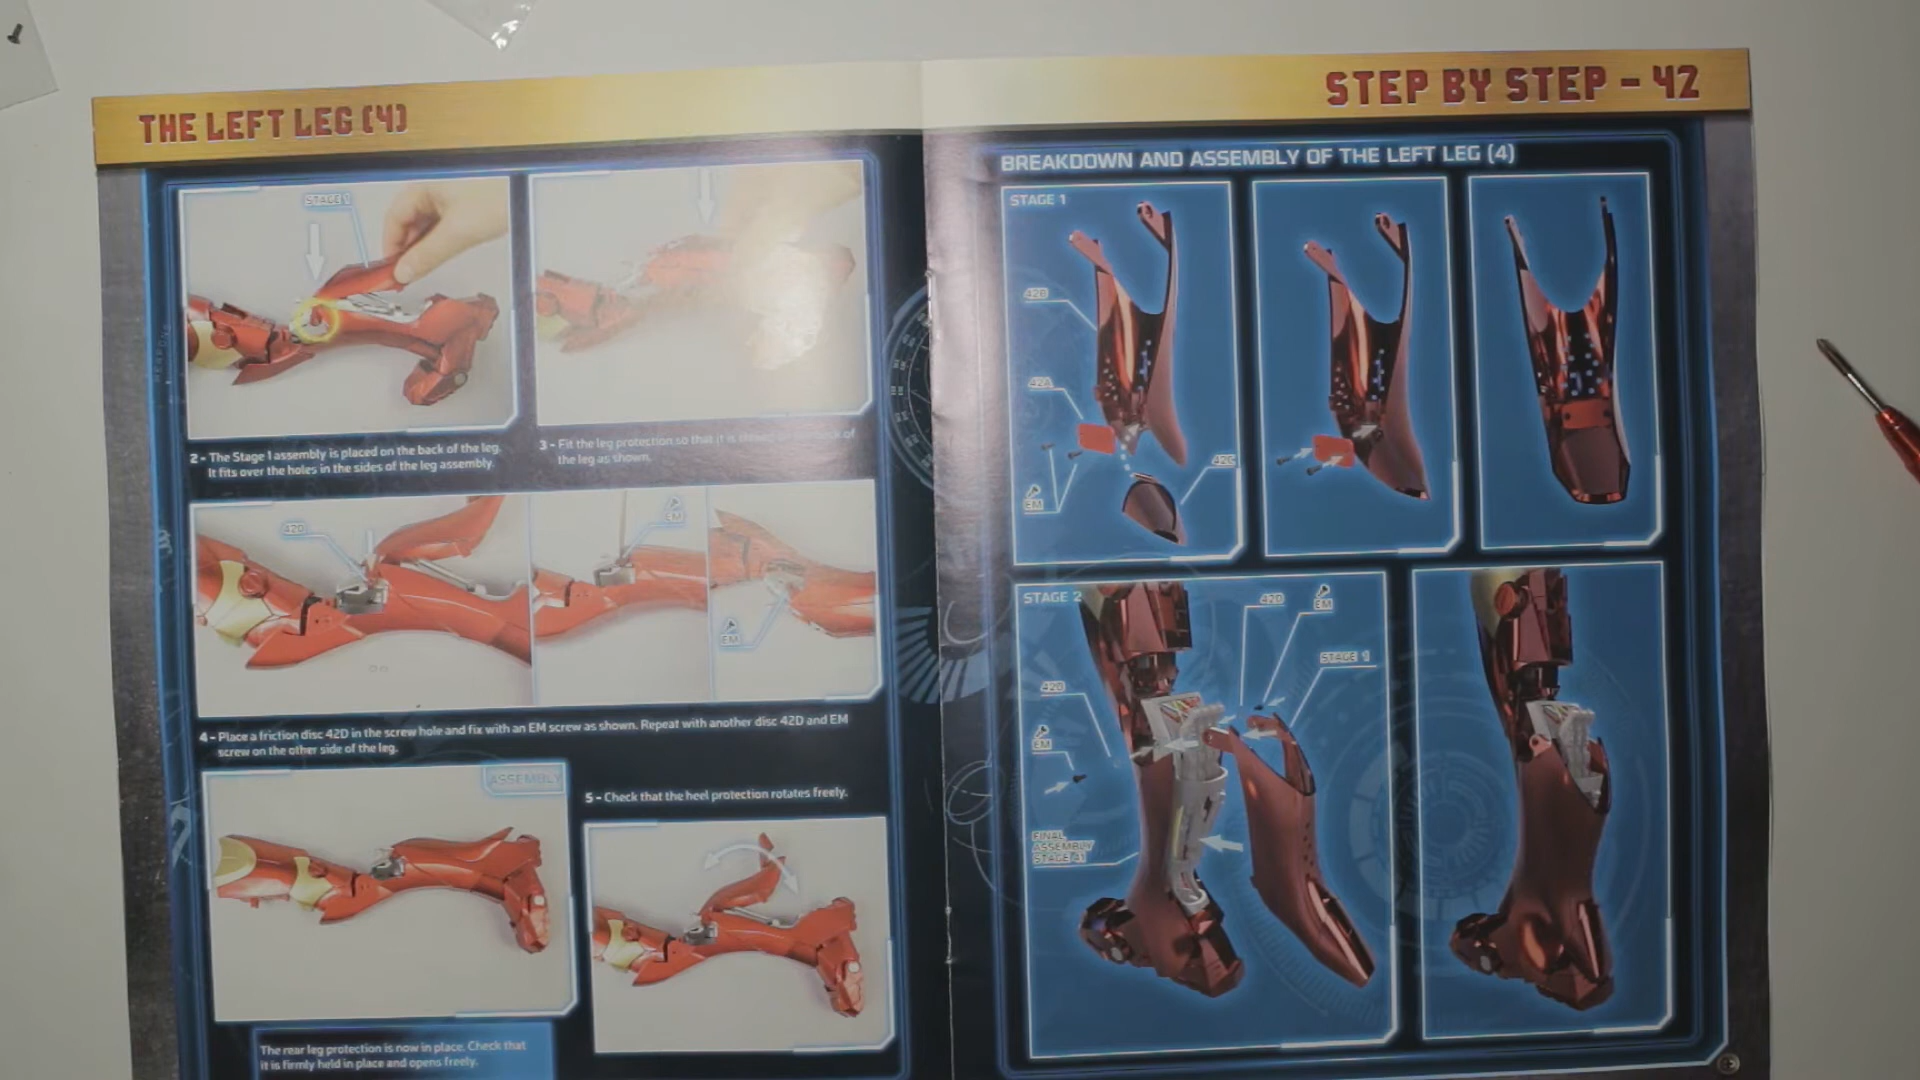 THE LEFT LEG (4)
STAGE 1
2 - The Stage 1 assembly is placed on the back of the leg.
It fits over the holes in the sides of the leg assembly.
3 - Fit the leg protection so that it is
of
the leg as shown.
42D
EM
EM
4 - Place a friction disc 42D in the screw hole and fix with an EM screw as shown. Repeat with another disc 42D and EM
screw on the other side of the leg.
ASSEMBLY
5 - Check that the heel protection rotates freely.
The rear leg protection is now in place. Check that
it is firmly held in place and opens freely.
STEP BY STEP - 42
BREAKDOWN AND ASSEMBLY OF THE LEFT LEG (4)
STAGE 1
42B
42A
42C
EM
STAGE 2
42D
EM
STAGE 1
42D
EM
FINAL
ASSEMBLY
STAGE 41